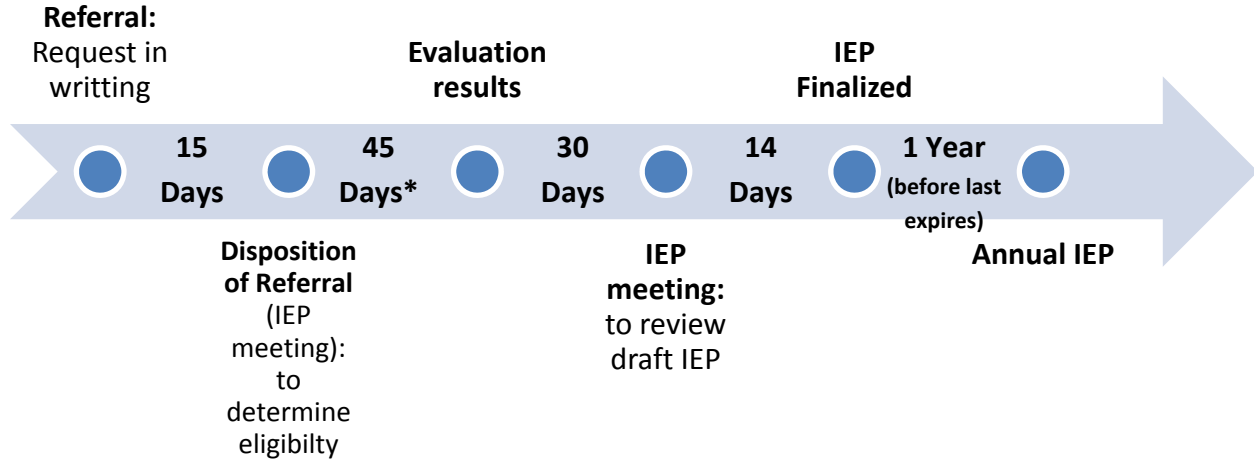 Referral:
Request in
writting
Evaluation
results
IEP
Finalized
15
Days
45
Days*
30
Days
14
Days
1 Year
(before last
expires)
Disposition
of Referral
(IEP
meeting):
to
determine
eligibilty
IEP
meeting:
to review
draft IEP
Annual IEP